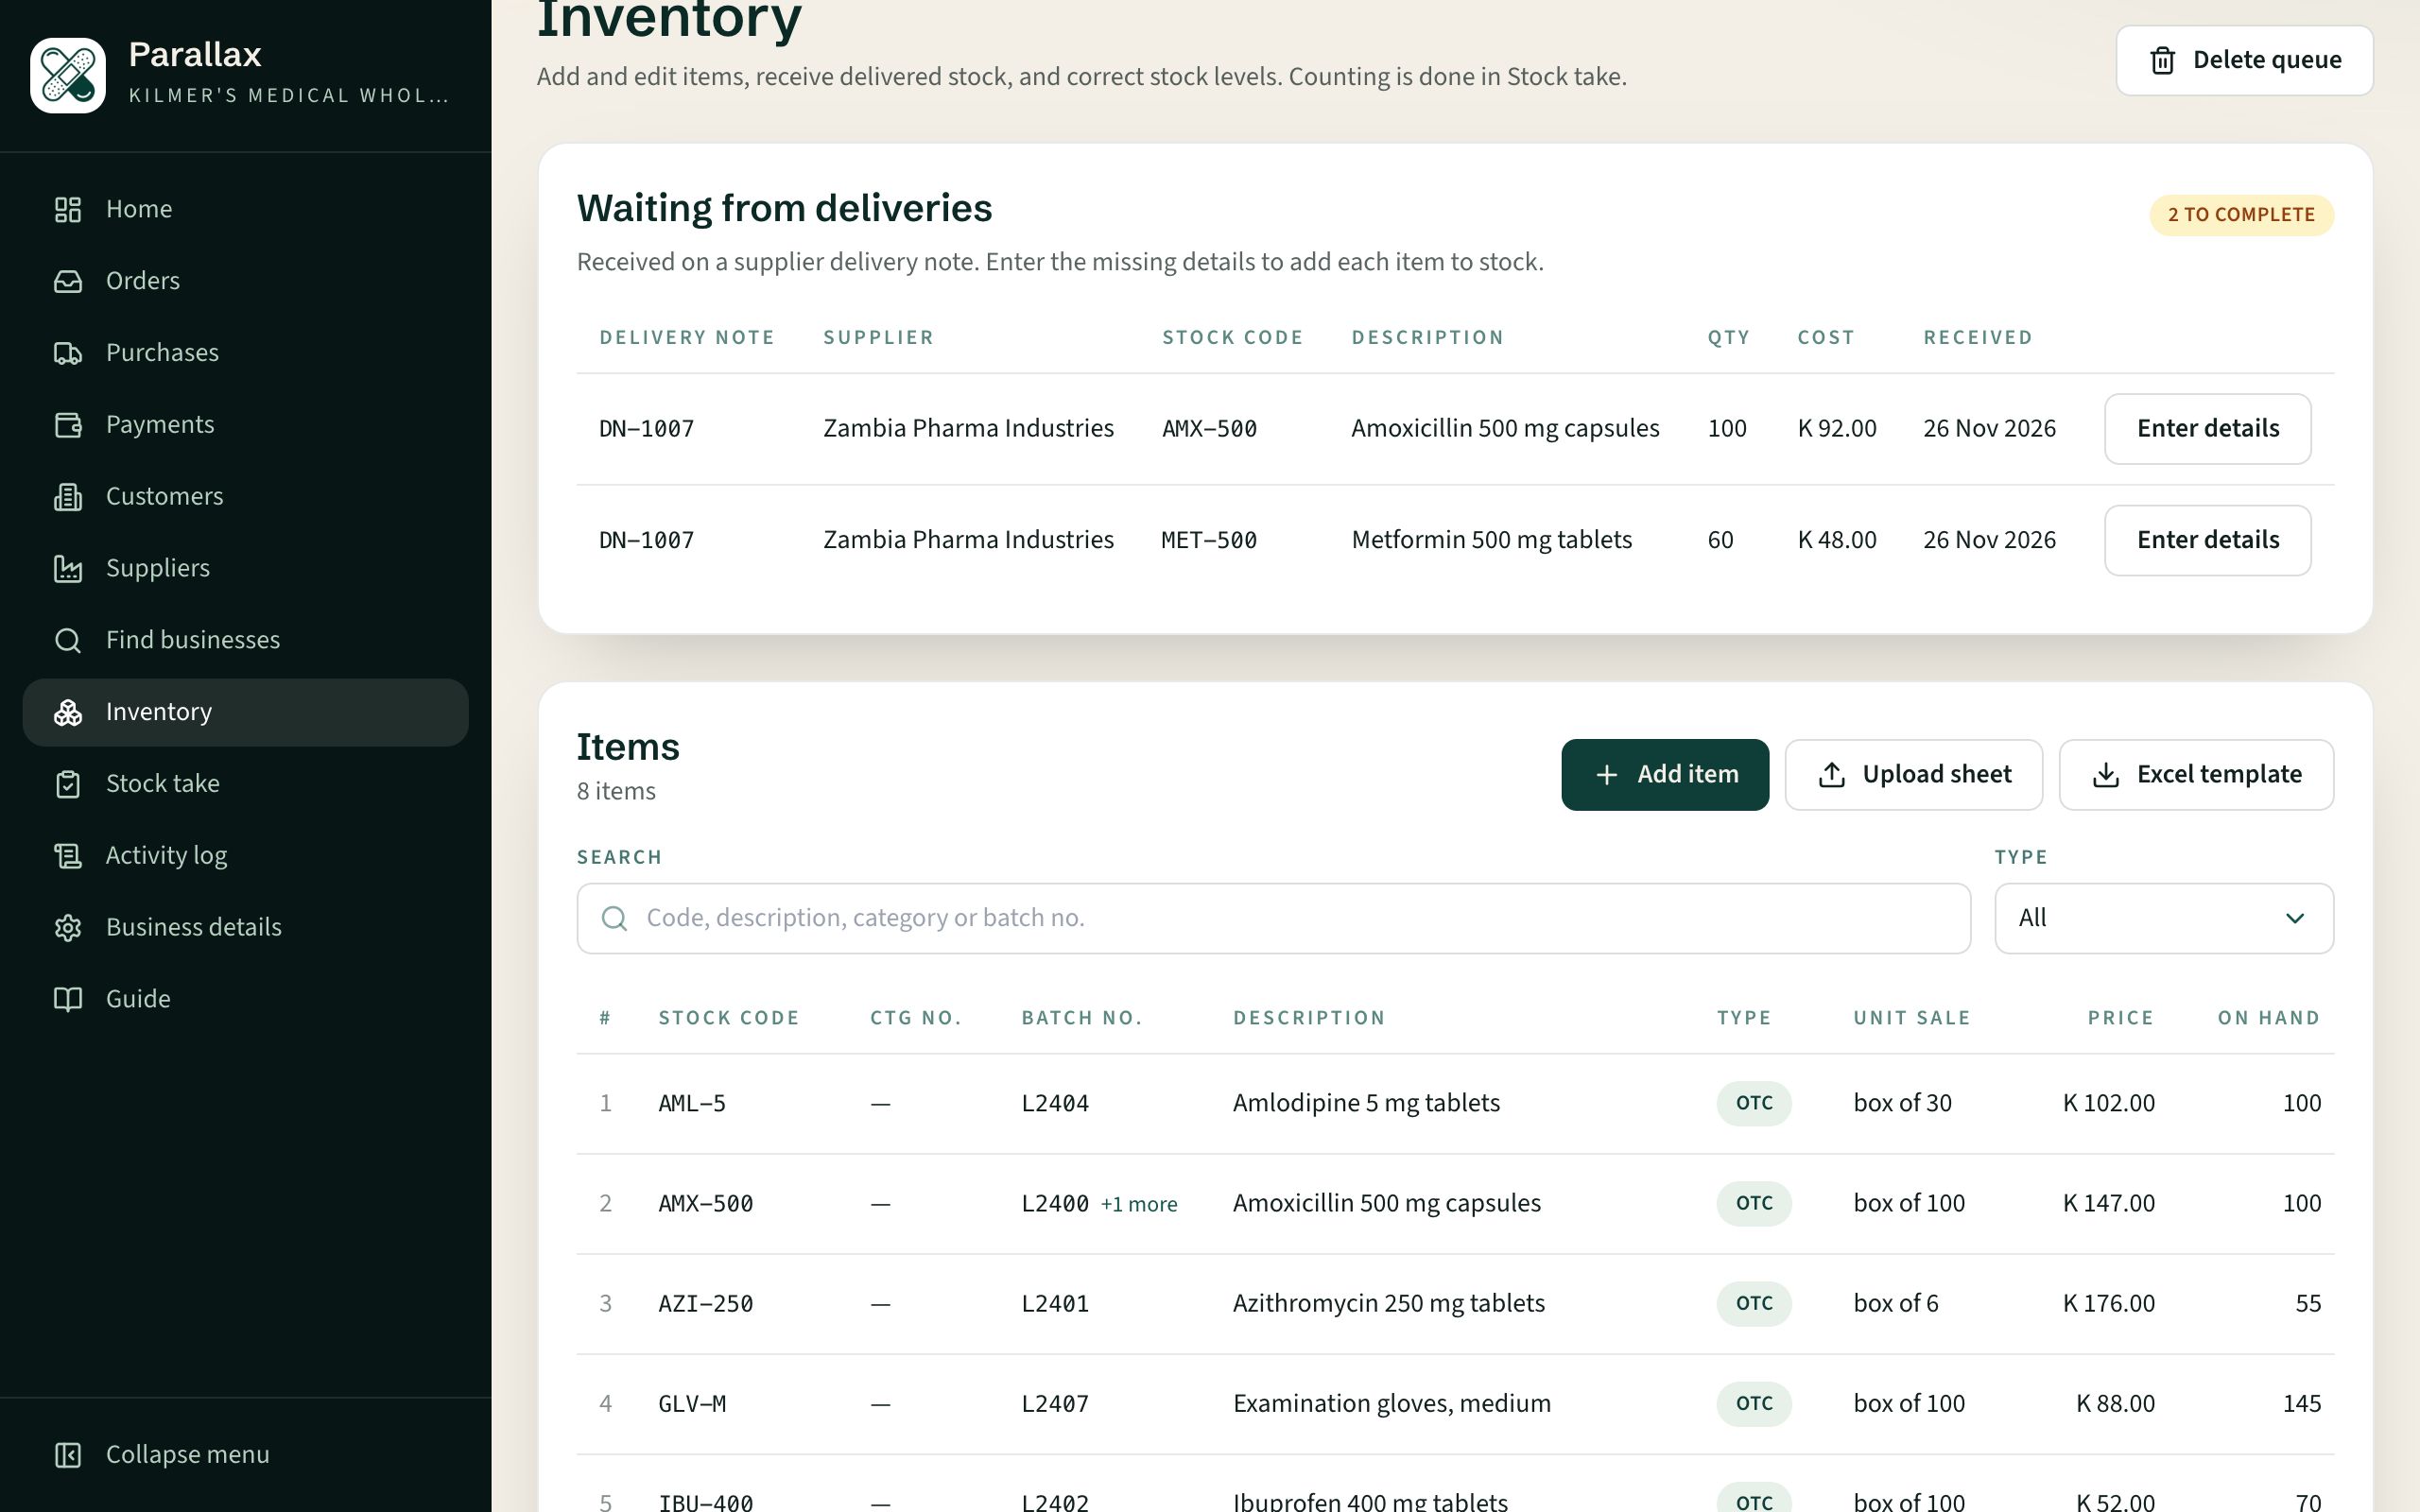 Parallax
KILMER'S MEDICAL WHOL…
Home
Orders
Purchases
Payments
Customers
Suppliers
Find businesses
Inventory
Stock take
Activity log
Business details
Guide
Collapse menu
Inventory
Add and edit items, receive delivered stock, and correct stock levels. Counting is done in Stock take.
Delete queue
Waiting from deliveries
2 TO COMPLETE
Received on a supplier delivery note. Enter the missing details to add each item to stock.
DELIVERY NOTE SUPPLIER STOCK CODE DESCRIPTION QTY COST RECEIVED
DN-1007 Zambia Pharma Industries AMX-500 Amoxicillin 500 mg capsules 100 K 92.00 26 Nov 2026 Enter details
DN-1007 Zambia Pharma Industries MET-500 Metformin 500 mg tablets 60 K 48.00 26 Nov 2026 Enter details
Items
8 items
Add item
Upload sheet
Excel template
SEARCH TYPE
Code, description, category or batch no. All
# STOCK CODE CTG NO. BATCH NO. DESCRIPTION TYPE UNIT SALE PRICE ON HAND
1 AML-5 — L2404 Amlodipine 5 mg tablets OTC box of 30 K 102.00 100
2 AMX-500 — L2400 +1 more Amoxicillin 500 mg capsules OTC box of 100 K 147.00 100
3 AZI-250 — L2401 Azithromycin 250 mg tablets OTC box of 6 K 176.00 55
4 GLV-M — L2407 Examination gloves, medium OTC box of 100 K 88.00 145
5 IBU-400 — L2402 Ibuprofen 400 mg tablets OTC box of 100 K 52.00 70